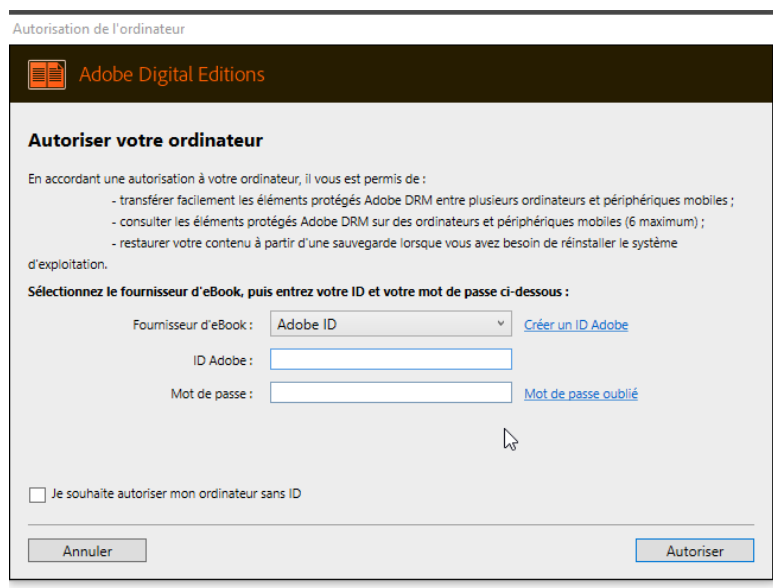 Autorisation de l'ordinateur
Adobe Digital Editions
Autoriser votre ordinateur
En accordant une autorisation à votre ordinateur, il vous est permis de :
- transférer facilement les éléments protégés Adobe DRM entre plusieurs ordinateurs et périphériques mobiles ;
- consulter les éléments protégés Adobe DRM sur des ordinateurs et périphériques mobiles (6 maximum) ;
- restaurer votre contenu à partir d'une sauvegarde lorsque vous avez besoin de réinstaller le système
d'exploitation.
Sélectionnez le fournisseur d'eBook, puis entrez votre ID et votre mot de passe ci-dessous :
Fournisseur d'eBook : Adobe ID Créer un ID Adobe
ID Adobe :
Mot de passe : Mot de passe oublié
Je souhaite autoriser mon ordinateur sans ID
Annuler Autoriser